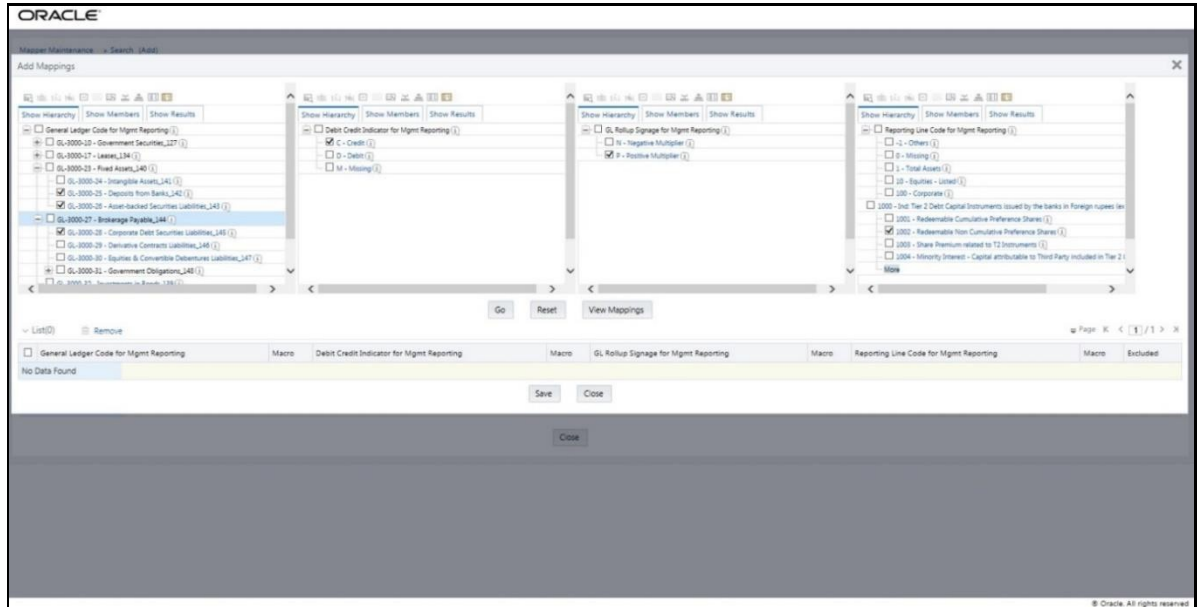 ORACLE
Mapper Maintenance » Search (Add)
Add Mappings
Show Hierarchy Show Members Show Results
General Ledger Code for Mgmt Reporting
GL-3000-10 - Government Securities_127
GL-3000-17 - Leases_134
GL-3000-23 - Fixed Assets_140
GL-3000-24 - Intangible Assets_141
GL-3000-25 - Deposits from Banks_142
GL-3000-26 - Asset-backed Securities Liabilities_143
GL-3000-27 - Brokerage Payable_144
GL-3000-28 - Corporate Debt Securities Liabilities_145
GL-3000-29 - Derivative Contracts Liabilities_146
GL-3000-30 - Equities & Convertible Debentures Liabilities_147
GL-3000-31 - Government Obligations_148
Show Hierarchy Show Members Show Results
Debit Credit Indicator for Mgmt Reporting
C - Credit
D - Debit
M - Missing
Show Hierarchy Show Members Show Results
GL Rollup Signage for Mgmt Reporting
N - Negative Multiplier
P - Positive Multiplier
Show Hierarchy Show Members Show Results
Reporting Line Code for Mgmt Reporting
-1 - Others
0 - Missing
1 - Total Assets
10 - Equities - Listed
100 - Corporate
1000 - Ind: Tier 2 Debt Capital Instruments issued by the banks in Foreign rupees
1001 - Redeemable Cumulative Preference Shares
1002 - Redeemable Non Cumulative Preference Shares
1003 - Share Premium related to T2 Instruments
1004 - Minority Interest - Capital attributable to Third Party included in Tier 2
More
Go Reset View Mappings
List(0) Remove Page 1 / 1
General Ledger Code for Mgmt Reporting Macro Debit Credit Indicator for Mgmt Reporting Macro GL Rollup Signage for Mgmt Reporting Macro Reporting Line Code for Mgmt Reporting Macro Excluded
No Data Found
Save Close
Close
© Oracle. All rights reserved